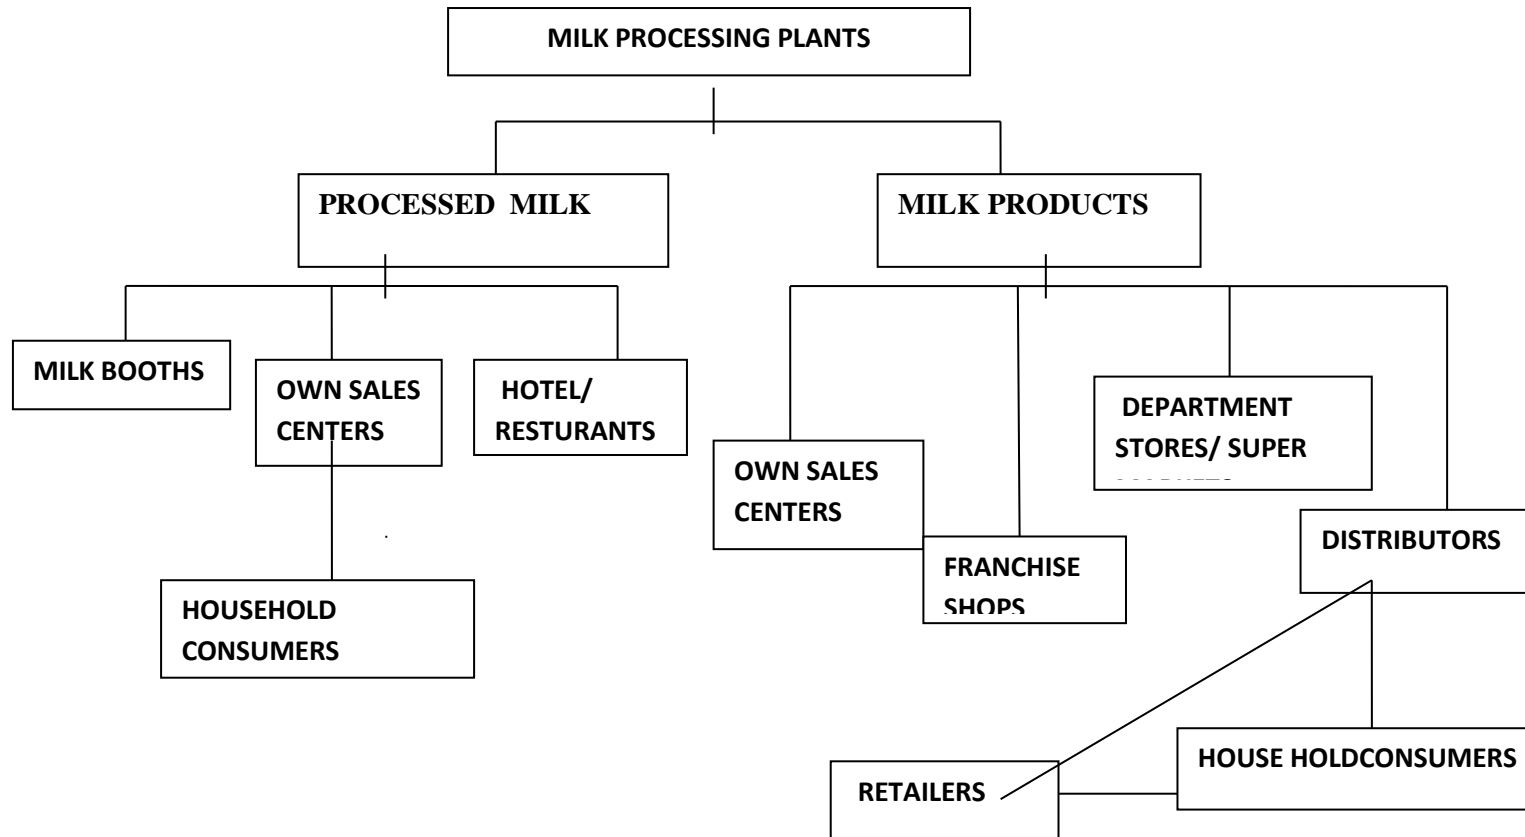 MILK PROCESSING PLANTS
PROCESSED MILK
MILK PRODUCTS
MILK BOOTHS
OWN SALES
CENTERS
HOTEL/
RESTURANTS
DEPARTMENT
STORES/ SUPER
OWN SALES
CENTERS
DISTRIBUTORS
FRANCHISE
SHOPS
HOUSEHOLD
CONSUMERS
HOUSE HOLDCONSUMERS
RETAILERS